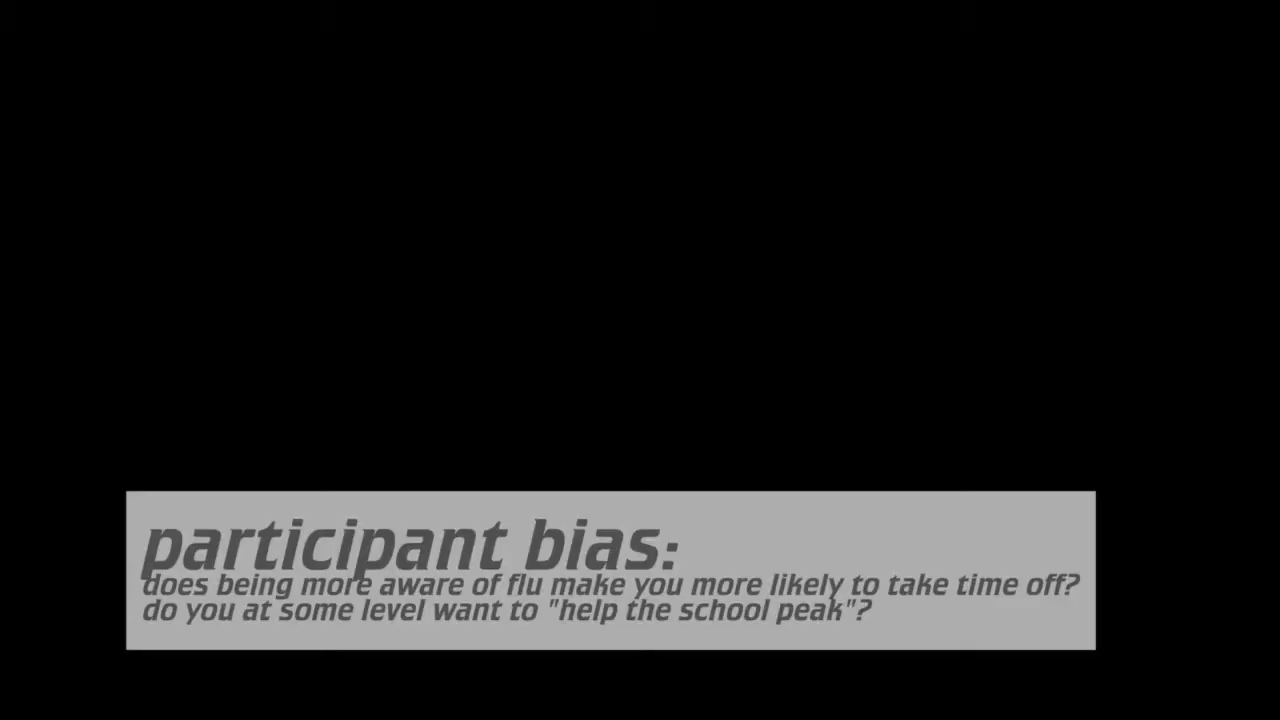 participant bias:
does being more aware of flu make you more likely to take time off?
do you at some level want to "help the school peak"?